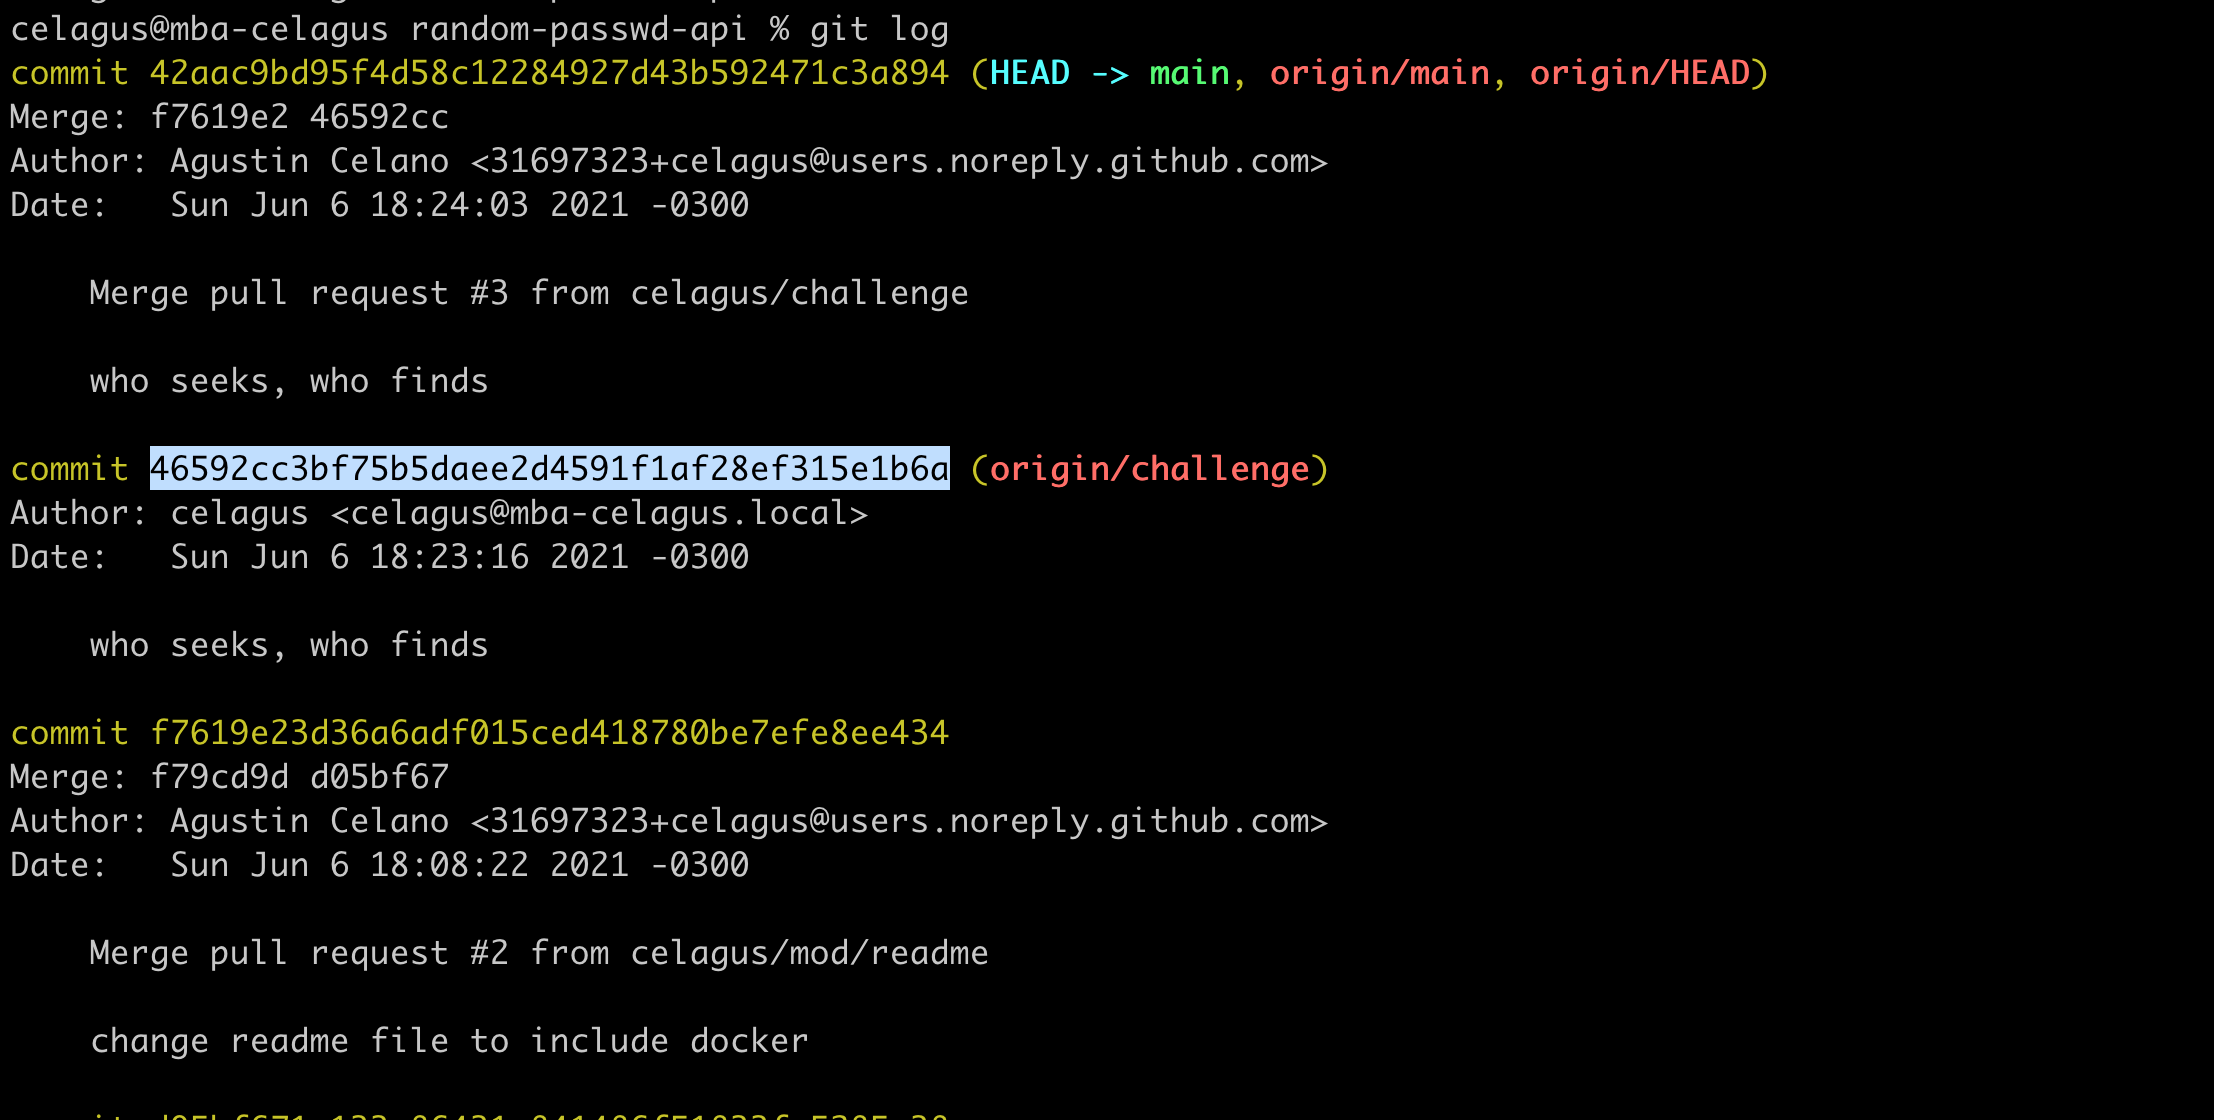 celagus@mba-celagus random-passwd-api % git log
commit 42aac9bd95f4d58c12284927d43b592471c3a894 (HEAD -> main, origin/main, origin/HEAD)
Merge: f7619e2 46592cc
Author: Agustin Celano <31697323+celagus@users.noreply.github.com>
Date:   Sun Jun 6 18:24:03 2021 -0300
    Merge pull request #3 from celagus/challenge
    who seeks, who finds
commit 46592cc3bf75b5daee2d4591f1af28ef315e1b6a (origin/challenge)
Author: celagus <celagus@mba-celagus.local>
Date:   Sun Jun 6 18:23:16 2021 -0300
    who seeks, who finds
commit f7619e23d36a6adf015ced418780be7efe8ee434
Merge: f79cd9d d05bf67
Author: Agustin Celano <31697323+celagus@users.noreply.github.com>
Date:   Sun Jun 6 18:08:22 2021 -0300
    Merge pull request #2 from celagus/mod/readme
    change readme file to include docker